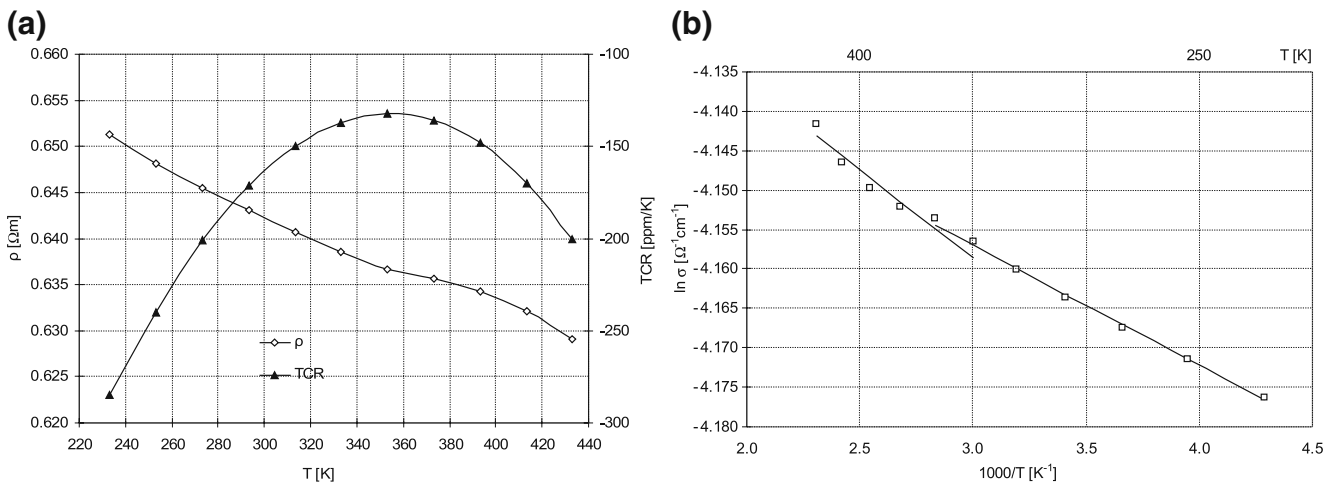 (a)
0.660
0.655
0.650
0.645
0.640
0.635
0.630
0.625
0.620
ρ [Ωm]
220 240 260 280 300 320 340 360 380 400 420 440
T [K]
-100
-150
-200
-250
-300
TCR [ppm/K]
ρ
TCR
(b)
400 250 T [K]
-4.135
-4.140
-4.145
-4.150
-4.155
-4.160
-4.165
-4.170
-4.175
-4.180
ln σ [Ω⁻¹cm⁻¹]
2.0 2.5 3.0 3.5 4.0 4.5
1000/T [K⁻¹]